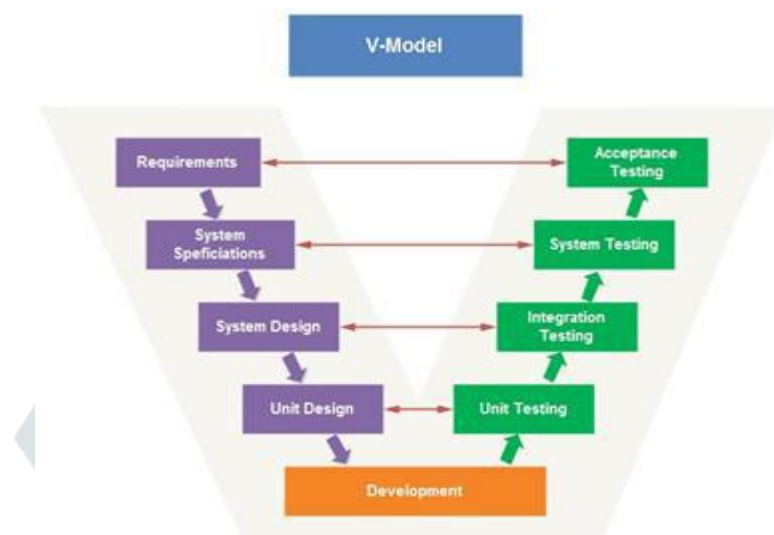 V-Model
Requirements
Acceptance
Testing
System
Speficiations
System Testing
System Design
Integration
Testing
Unit Design
Unit Testing
Development